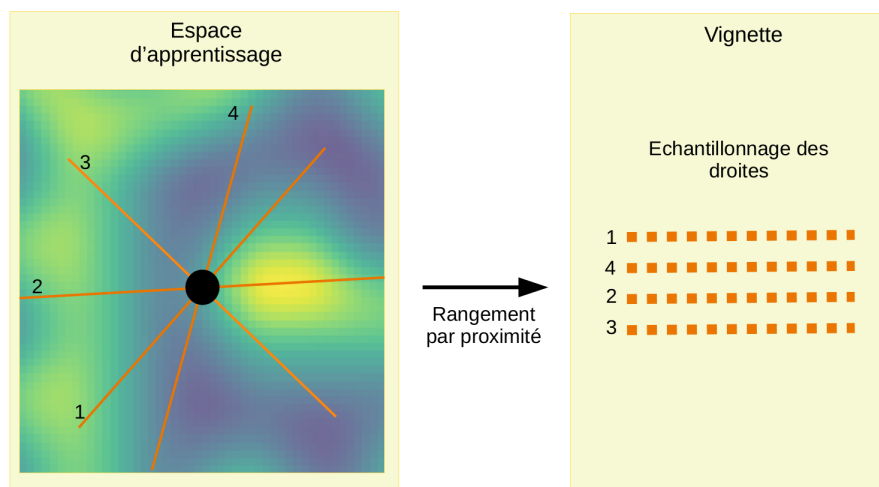 Espace
d’apprentissage
4
3
2
1
Rangement
par proximité
Vignette
Echantillonnage des
droites
1
4
2
3